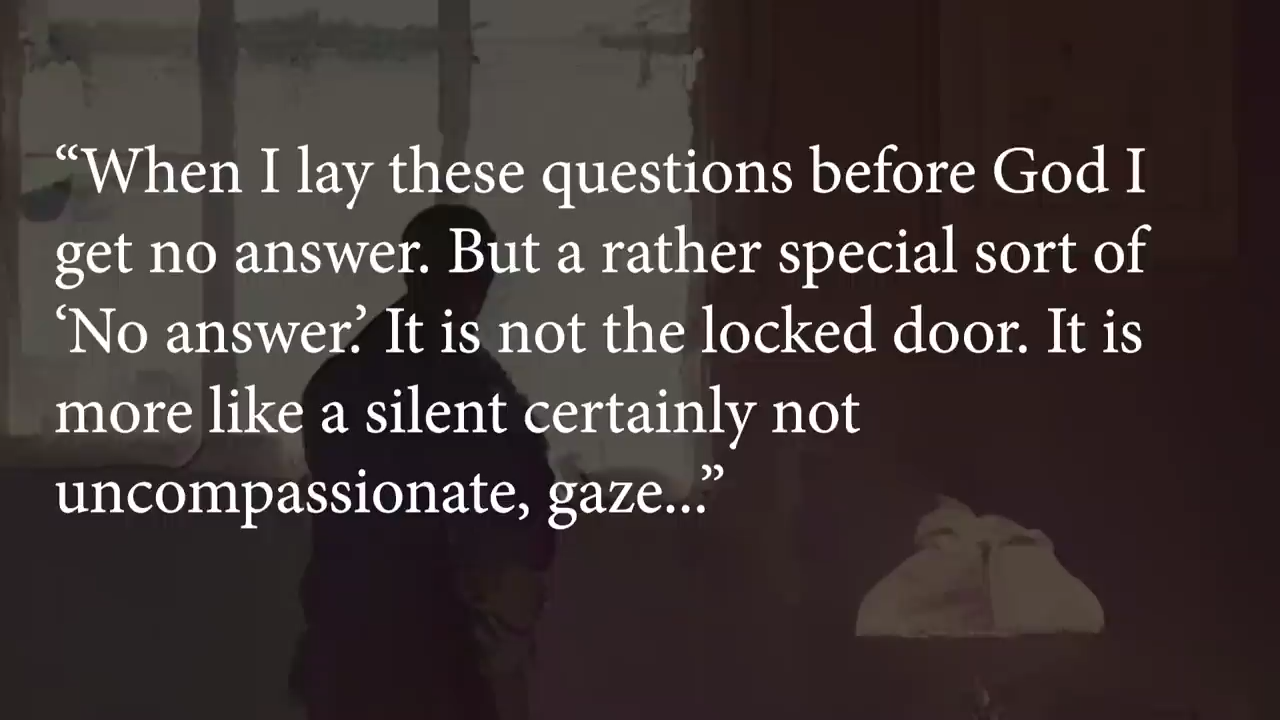 “When I lay these questions before God I
get no answer. But a rather special sort of
‘No answer.’ It is not the locked door. It is
more like a silent certainly not
uncompassionate, gaze...”